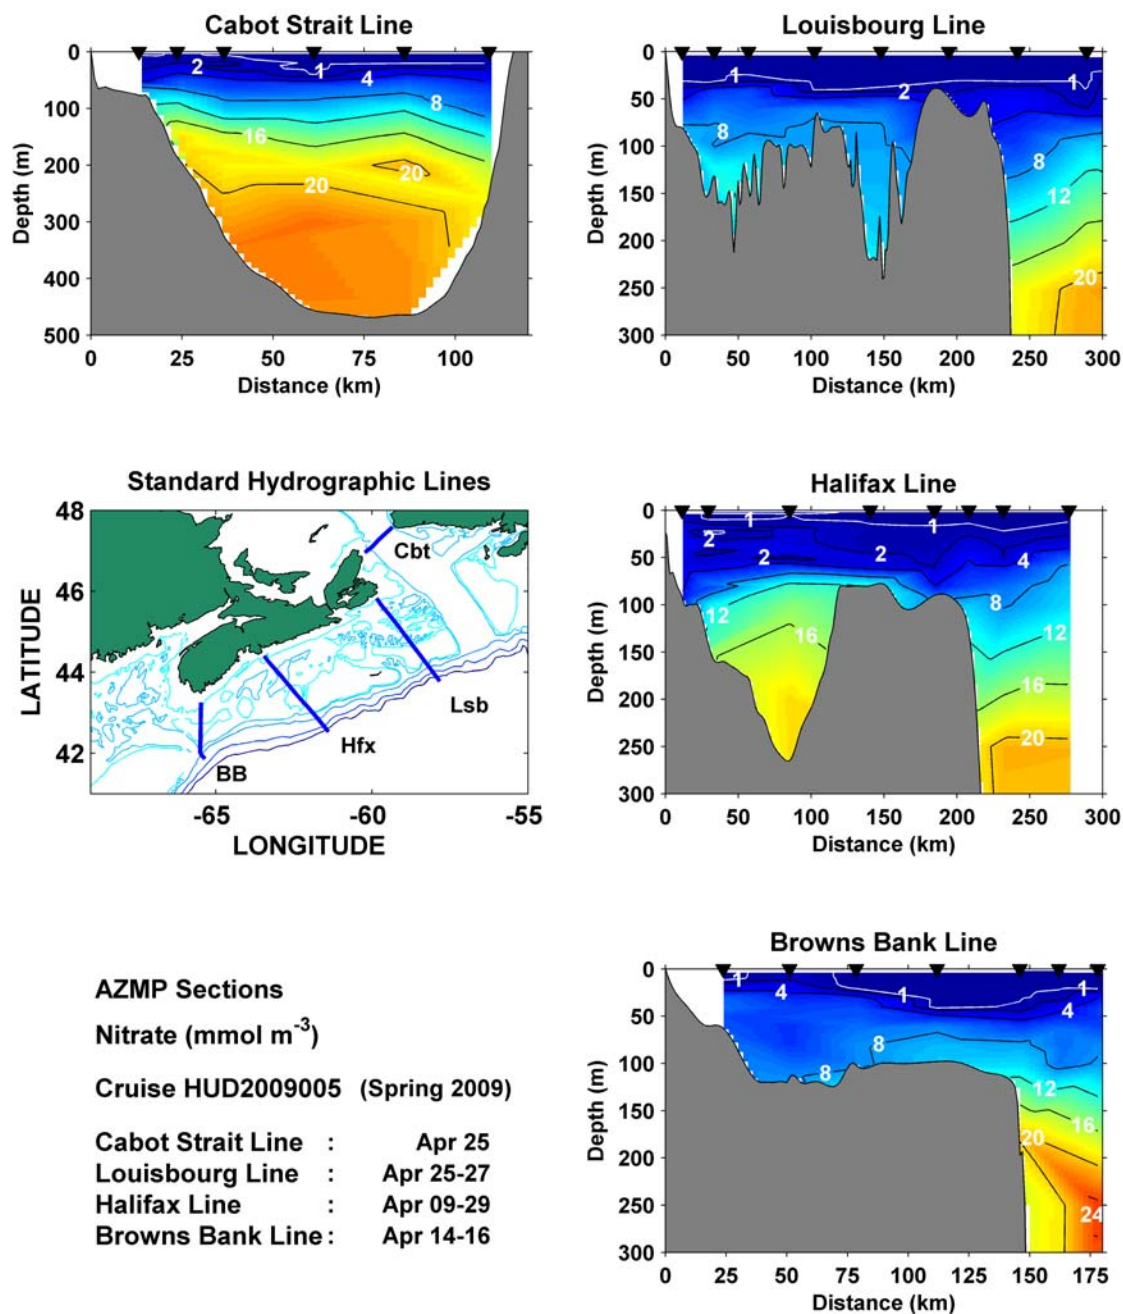 Cabot Strait Line
Depth (m)
0
100
200
300
400
500
2
1
4
8
16
20
20
0 25 50 75 100
Distance (km)
Louisbourg Line
Depth (m)
0
50
100
150
200
250
300
1
1
2
8
8
12
20
0 50 100 150 200 250 300
Distance (km)
Standard Hydrographic Lines
LATITUDE
48
46
44
42
Cbt
Lsb
Hfx
BB
-65 -60 -55
LONGITUDE
Halifax Line
Depth (m)
0
50
100
150
200
250
300
1
1
2
2
2
4
8
12
12
16
16
20
0 50 100 150 200 250 300
Distance (km)
AZMP Sections
Nitrate (mmol m-3)
Cruise HUD2009005 (Spring 2009)
Cabot Strait Line : Apr 25
Louisbourg Line : Apr 25-27
Halifax Line : Apr 09-29
Browns Bank Line : Apr 14-16
Browns Bank Line
Depth (m)
0
50
100
150
200
250
300
1
4
1
1
4
8
8
12
16
20
24
0 25 50 75 100 125 150 175
Distance (km)